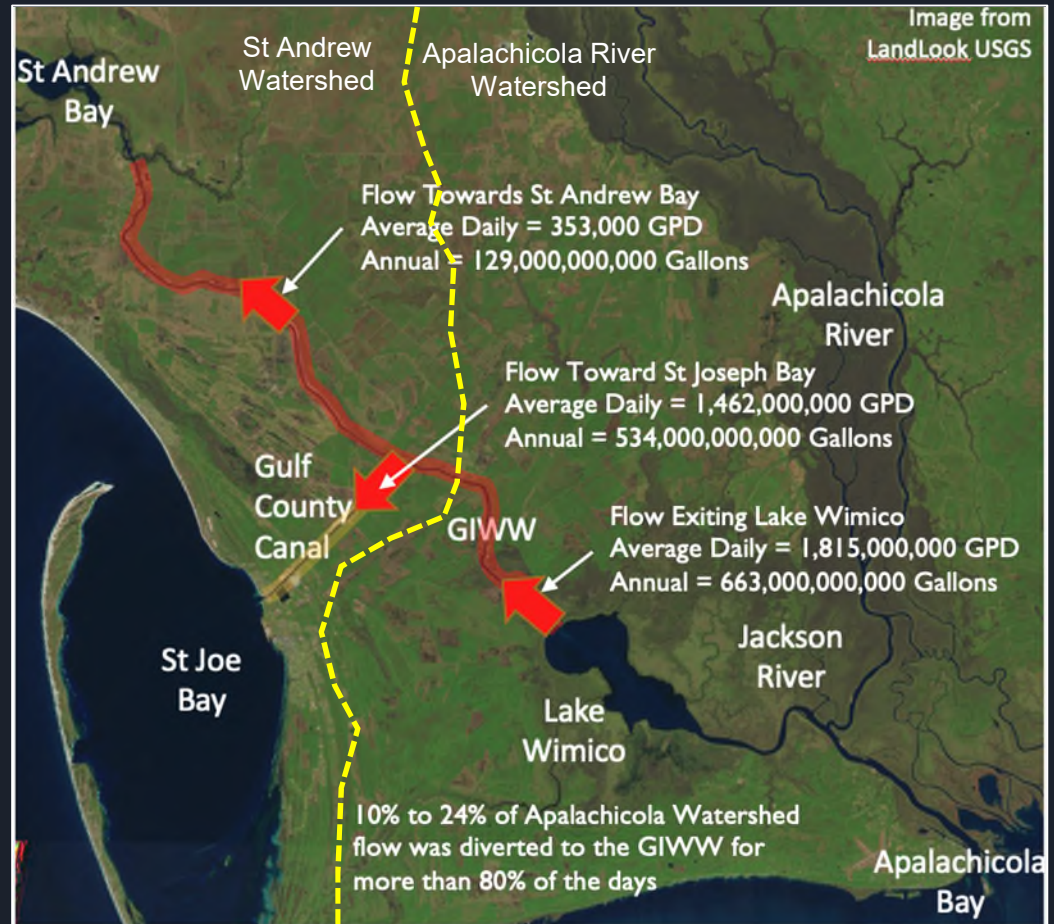 Image from
LandLook USGS
St Andrew
Watershed
Apalachicola River
Watershed
St Andrew
Bay
Flow Towards St Andrew Bay
Average Daily = 353,000 GPD
Annual = 129,000,000,000 Gallons
Apalachicola
River
Flow Toward St Joseph Bay
Average Daily = 1,462,000,000 GPD
Annual = 534,000,000,000 Gallons
Gulf
County
Canal
GIWW
Flow Exiting Lake Wimico
Average Daily = 1,815,000,000 GPD
Annual = 663,000,000,000 Gallons
St Joe
Bay
Jackson
River
Lake
Wimico
10% to 24% of Apalachicola Watershed
flow was diverted to the GIWW for
more than 80% of the days
Apalachicola
Bay